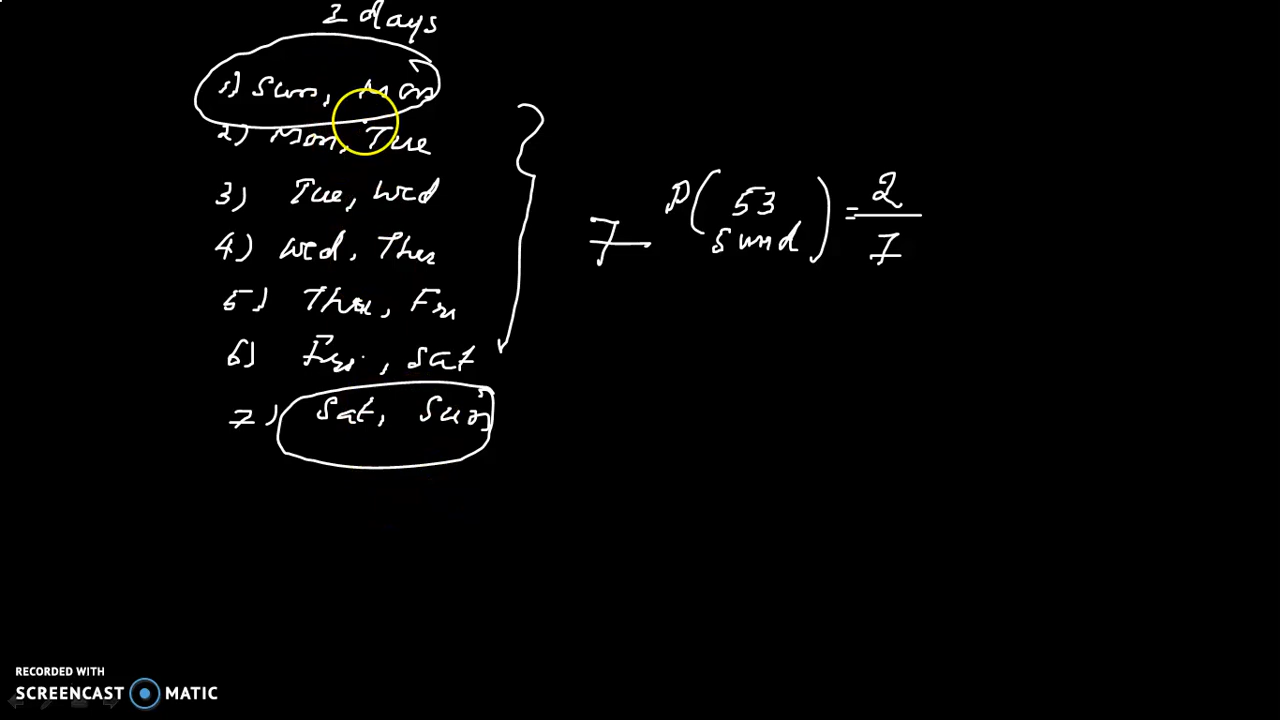 2 days
1) Sun, Mon
2) Mon, Tue
3) Tue, Wed
4) Wed, Thu
5) Thu, Fri
6) Fri, Sat
7) Sat, Sun
7
P( 53 Sund ) = 2/7
RECORDED WITH
SCREENCAST MATIC